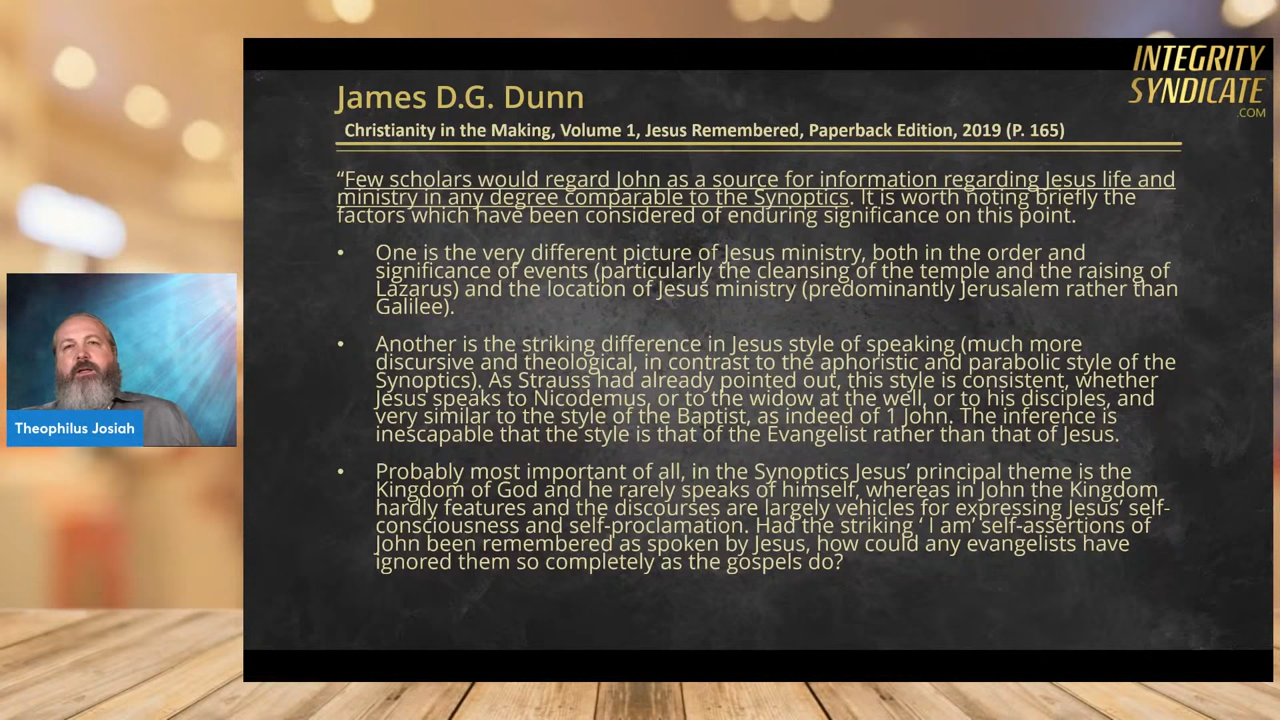 INTEGRITY
SYNDICATE
.COM
James D.G. Dunn
Christianity in the Making, Volume 1, Jesus Remembered, Paperback Edition, 2019 (P. 165)
“Few scholars would regard John as a source for information regarding Jesus life and
ministry in any degree comparable to the Synoptics. It is worth noting briefly the
factors which have been considered of enduring significance on this point.
• One is the very different picture of Jesus ministry, both in the order and
significance of events (particularly the cleansing of the temple and the raising of
Lazarus) and the location of Jesus ministry (predominantly Jerusalem rather than
Galilee).
• Another is the striking difference in Jesus style of speaking (much more
discursive and theological, in contrast to the aphoristic and parabolic style of the
Synoptics). As Strauss had already pointed out, this style is consistent, whether
Jesus speaks to Nicodemus, or to the widow at the well, or to his disciples, and
very similar to the style of the Baptist, as indeed of 1 John. The inference is
inescapable that the style is that of the Evangelist rather than that of Jesus.
• Probably most important of all, in the Synoptics Jesus’ principal theme is the
Kingdom of God and he rarely speaks of himself, whereas in John the Kingdom
hardly features and the discourses are largely vehicles for expressing Jesus’ self-
consciousness and self-proclamation. Had the striking ‘ I am’ self-assertions of
John been remembered as spoken by Jesus, how could any evangelists have
ignored them so completely as the gospels do?
Theophilus Josiah